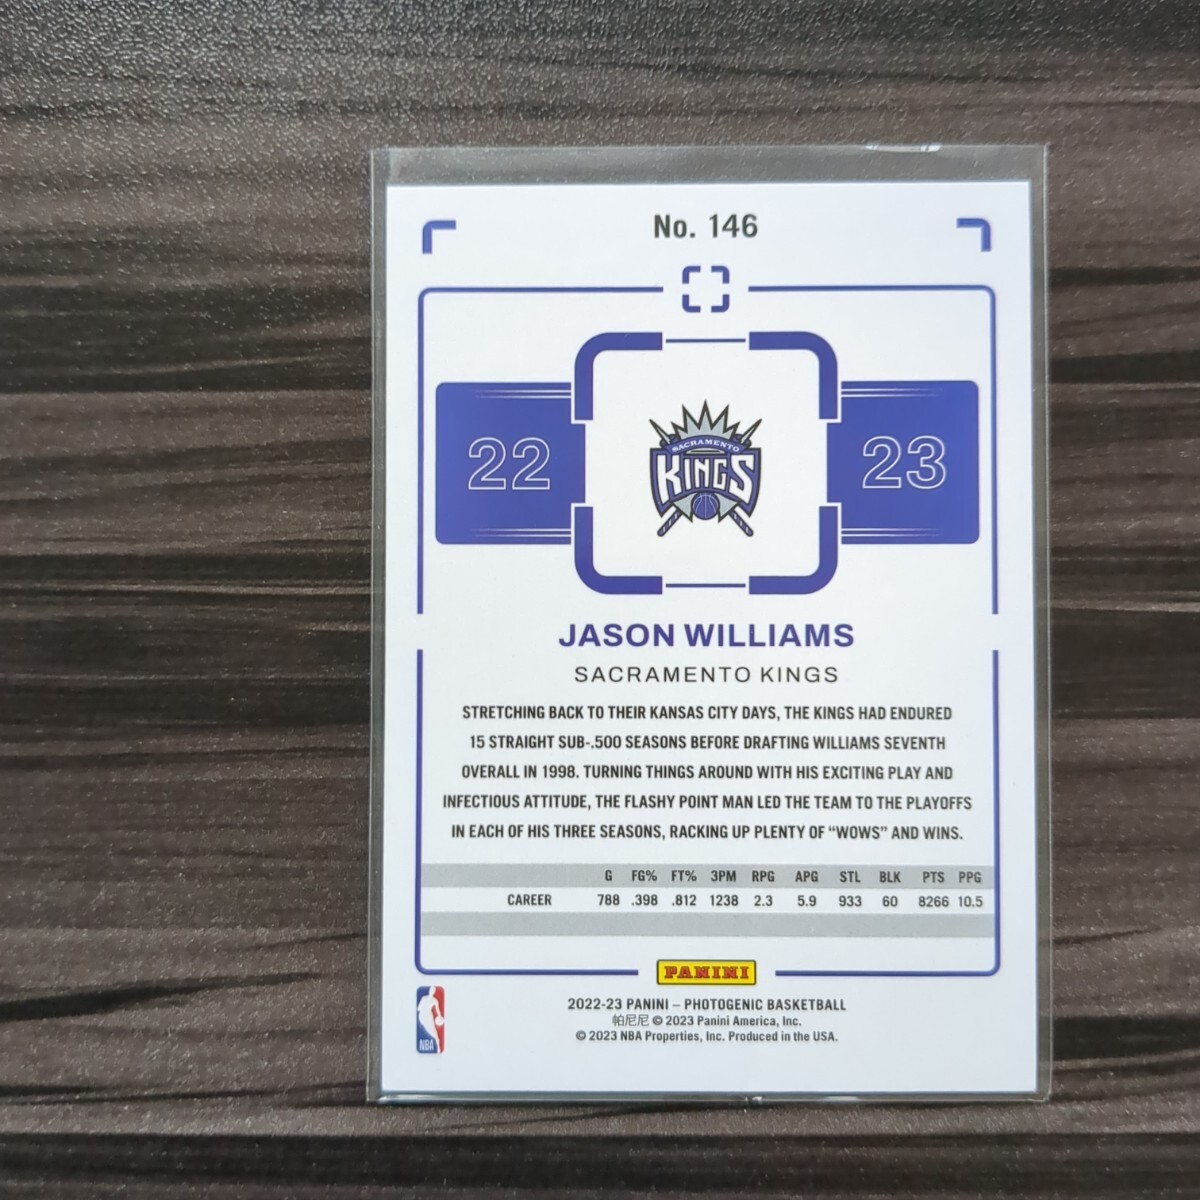 No. 146
22
SACRAMENTO
KINGS
23
JASON WILLIAMS
SACRAMENTO KINGS
STRETCHING BACK TO THEIR KANSAS CITY DAYS, THE KINGS HAD ENDURED
15 STRAIGHT SUB-.500 SEASONS BEFORE DRAFTING WILLIAMS SEVENTH
OVERALL IN 1998. TURNING THINGS AROUND WITH HIS EXCITING PLAY AND
INFECTIOUS ATTITUDE, THE FLASHY POINT MAN LED THE TEAM TO THE PLAYOFFS
IN EACH OF HIS THREE SEASONS, RACKING UP PLENTY OF “WOWS” AND WINS.
G FG% FT% 3PM RPG APG STL BLK PTS PPG
CAREER 788 .398 .812 1238 2.3 5.9 933 60 8266 10.5
PANINI
2022-23 PANINI – PHOTOGENIC BASKETBALL
帕尼尼 © 2023 Panini America, Inc.
© 2023 NBA Properties, Inc. Produced in the USA.
NBA